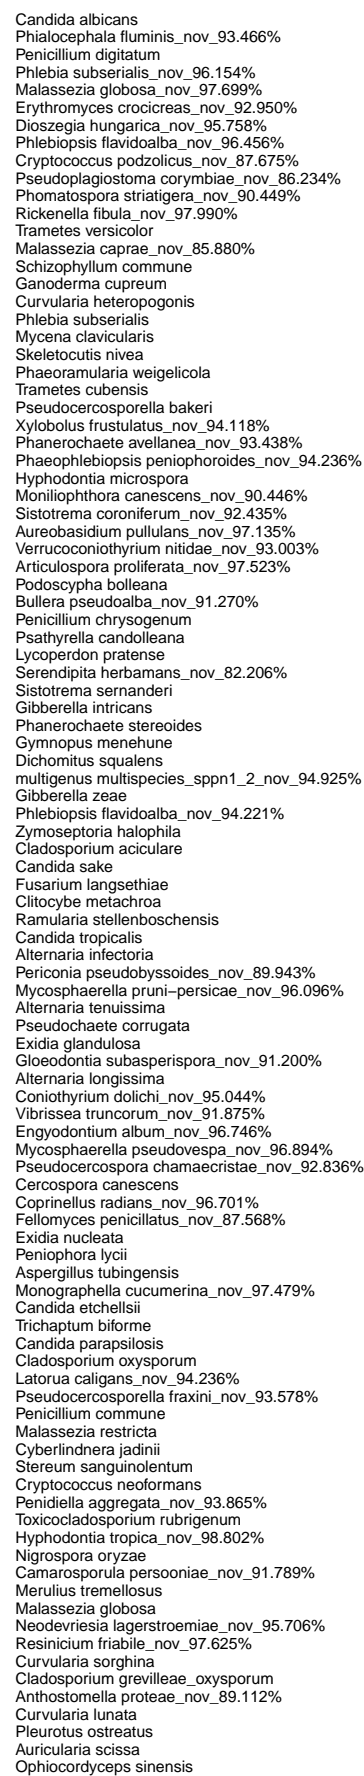 Candida albicans
Phialocephala fluminis_nov_93.466%
Penicillium digitatum
Phlebia subserialis_nov_96.154%
Malassezia globosa_nov_97.699%
Erythromyces crocicreas_nov_92.950%
Dioszegia hungarica_nov_95.758%
Phlebiopsis flavidoalba_nov_96.456%
Cryptococcus podzolicus_nov_87.675%
Pseudoplagiostoma corymbiae_nov_86.234%
Phomatospora striatigera_nov_90.449%
Rickenella fibula_nov_97.990%
Trametes versicolor
Malassezia caprae_nov_85.880%
Schizophyllum commune
Ganoderma cupreum
Curvularia heteropogonis
Phlebia subserialis
Mycena clavicularis
Skeletocutis nivea
Phaeoramularia weigelicola
Trametes cubensis
Pseudocercosporella bakeri
Xylobolus frustulatus_nov_94.118%
Phanerochaete avellanea_nov_93.438%
Phaeophlebiopsis peniophoroides_nov_94.236%
Hyphodontia microspora
Moniliophthora canescens_nov_90.446%
Sistotrema coroniferum_nov_92.435%
Aureobasidium pullulans_nov_97.135%
Verrucoconiothyrium nitidae_nov_93.003%
Articulospora proliferata_nov_97.523%
Podoscypha bolleana
Bullera pseudoalba_nov_91.270%
Penicillium chrysogenum
Psathyrella candolleana
Lycoperdon pratense
Serendipita herbamans_nov_82.206%
Sistotrema sernanderi
Gibberella intricans
Phanerochaete stereoides
Gymnopus menehune
Dichomitus squalens
multigenus multispecies_sppn1_2_nov_94.925%
Gibberella zeae
Phlebiopsis flavidoalba_nov_94.221%
Zymoseptoria halophila
Cladosporium aciculare
Candida sake
Fusarium langsethiae
Clitocybe metachroa
Ramularia stellenboschensis
Candida tropicalis
Alternaria infectoria
Periconia pseudobyssoides_nov_89.943%
Mycosphaerella pruni−persicae_nov_96.096%
Alternaria tenuissima
Pseudochaete corrugata
Exidia glandulosa
Gloeodontia subasperispora_nov_91.200%
Alternaria longissima
Coniothyrium dolichi_nov_95.044%
Vibrissea truncorum_nov_91.875%
Engyodontium album_nov_96.746%
Mycosphaerella pseudovespa_nov_96.894%
Pseudocercospora chamaecristae_nov_92.836%
Cercospora canescens
Coprinellus radians_nov_96.701%
Fellomyces penicillatus_nov_87.568%
Exidia nucleata
Peniophora lycii
Aspergillus tubingensis
Monographella cucumerina_nov_97.479%
Candida etchellsii
Trichaptum biforme
Candida parapsilosis
Cladosporium oxysporum
Latorua caligans_nov_94.236%
Pseudocercosporella fraxini_nov_93.578%
Penicillium commune
Malassezia restricta
Cyberlindnera jadinii
Stereum sanguinolentum
Cryptococcus neoformans
Penidiella aggregata_nov_93.865%
Toxicocladosporium rubrigenum
Hyphodontia tropica_nov_98.802%
Nigrospora oryzae
Camarosporula persooniae_nov_91.789%
Merulius tremellosus
Malassezia globosa
Neodevriesia lagerstroemiae_nov_95.706%
Resinicium friabile_nov_97.625%
Curvularia sorghina
Cladosporium grevilleae_oxysporum
Anthostomella proteae_nov_89.112%
Curvularia lunata
Pleurotus ostreatus
Auricularia scissa
Ophiocordyceps sinensis